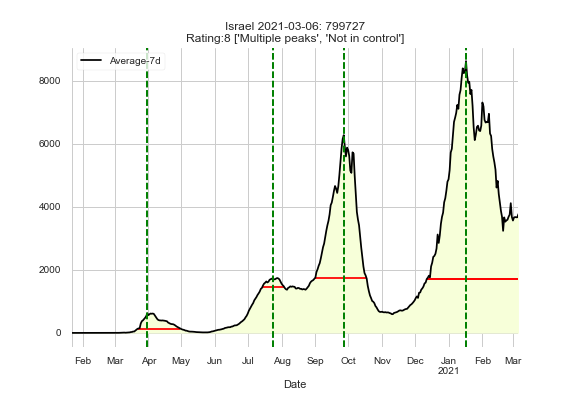 Israel 2021-03-06: 799727
Rating:8 ['Multiple peaks', 'Not in control']
Average-7d
8000
6000
4000
2000
0
Feb Mar Apr May Jun Jul Aug Sep Oct Nov Dec Jan Feb Mar
2021
Date